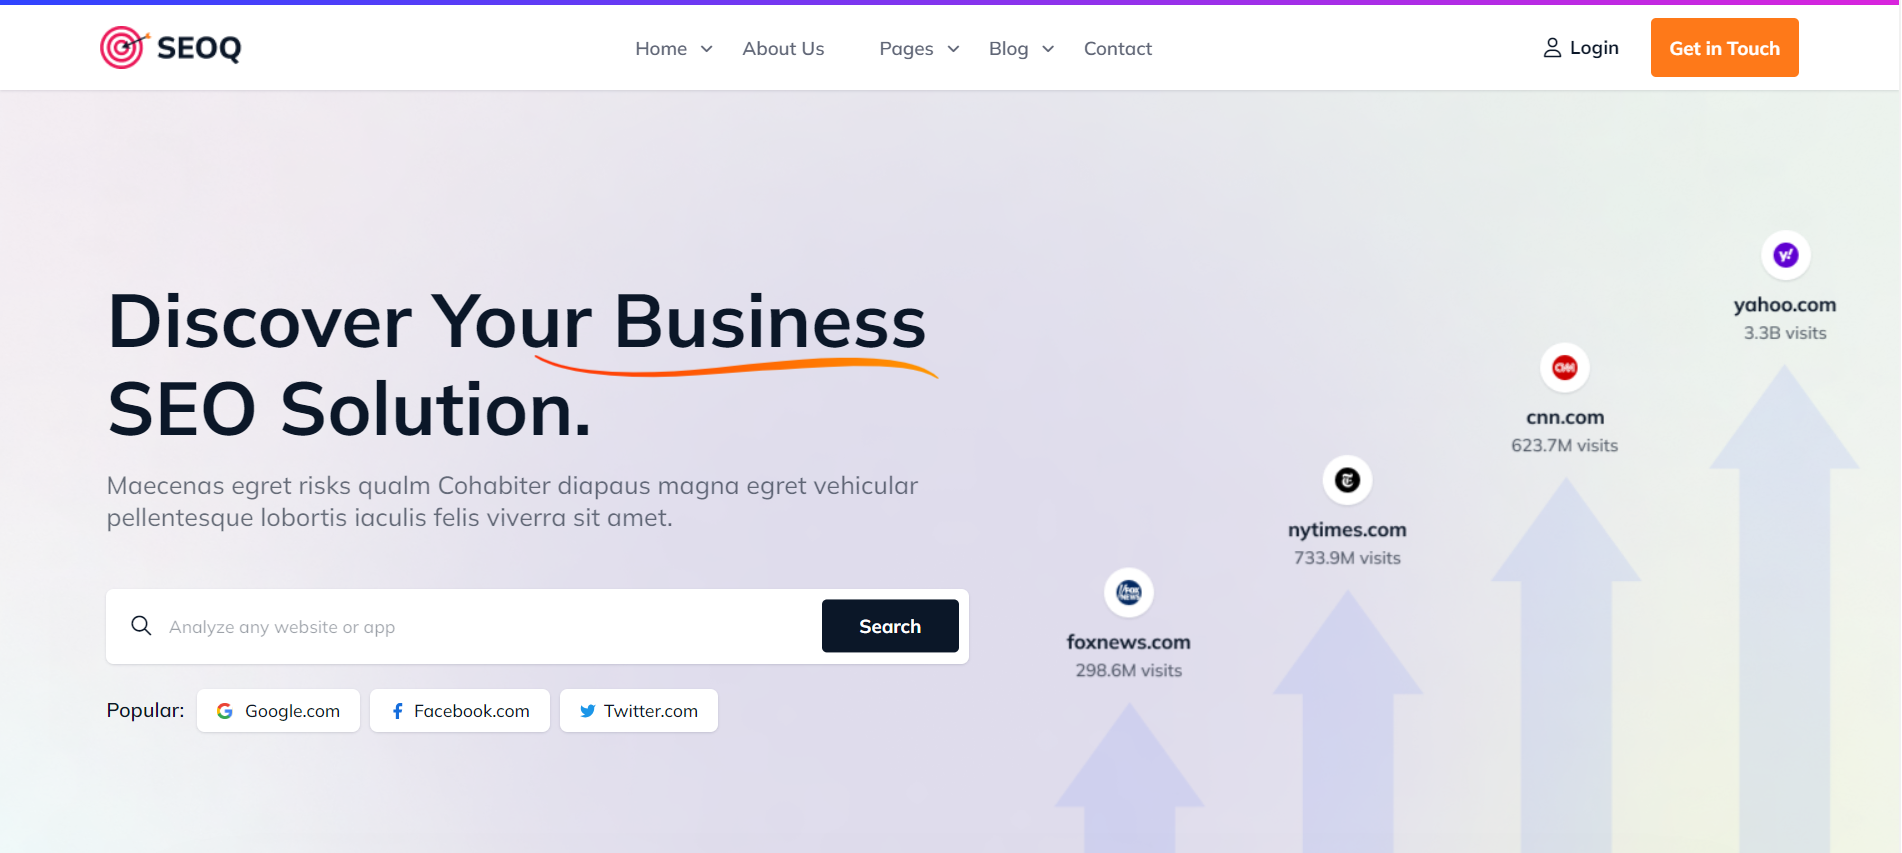 SEOQ
Home
About Us
Pages
Blog
Contact
Login
Get in Touch
Discover Your Business
SEO Solution.
Maecenas egret risks qualm Cohabiter diapaus magna egret vehicular
pellentesque lobortis iaculis felis viverra sit amet.
Analyze any website or app
Search
Popular:
Google.com
Facebook.com
Twitter.com
FOX
NEWS
foxnews.com
298.6M visits
nytimes.com
733.9M visits
CNN
cnn.com
623.7M visits
y!
yahoo.com
3.3B visits